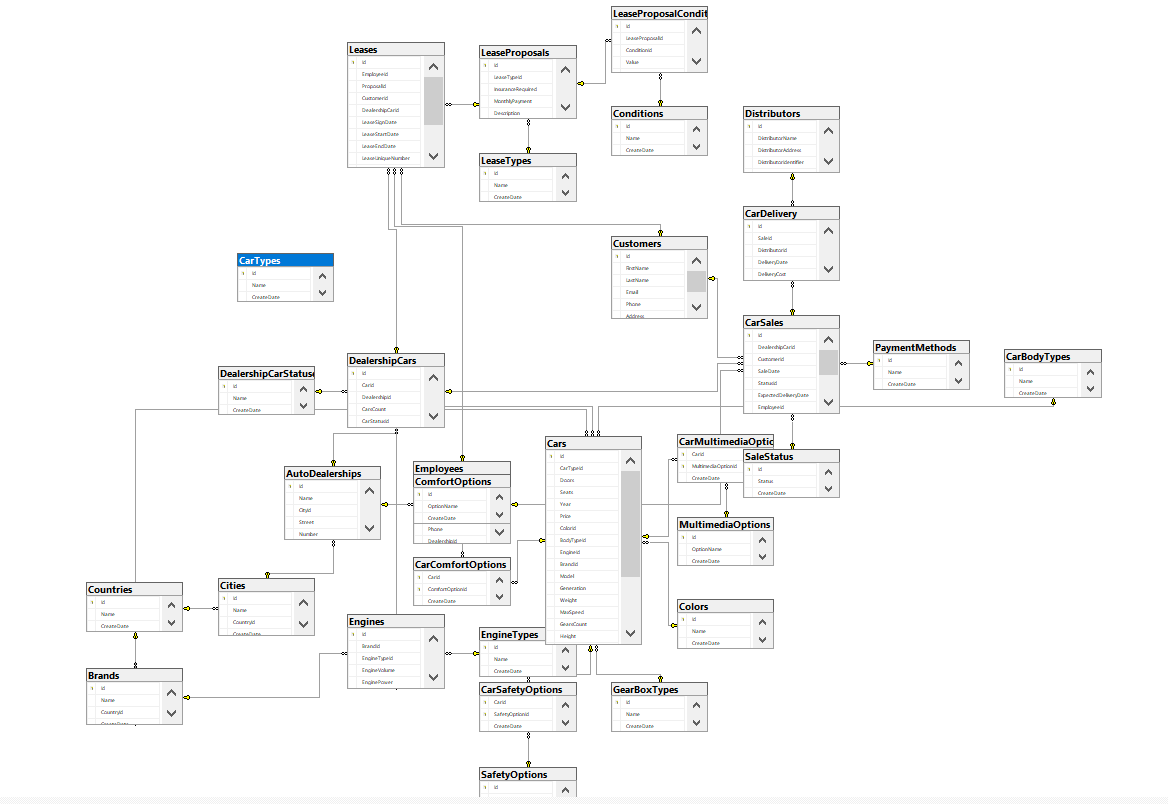 LeaseProposalCondit
Id
LeaseProposalId
ConditionId
Value
Leases
Id
EmployeeId
ProposalId
CustomerId
DealershipCarId
LeaseSignDate
LeaseStartDate
LeaseEndDate
LeaseUniqueNumber
LeaseProposals
Id
LeaseTypeId
InsuranceRequired
MonthlyPayment
Description
Conditions
Id
Name
CreateDate
Distributors
Id
DistributorName
DistributorAddress
DistributorIdentifier
LeaseTypes
Id
Name
CreateDate
CarDelivery
Id
SaleId
DistributorId
DeliveryDate
DeliveryCost
Customers
Id
FirstName
LastName
Email
Phone
Address
CarTypes
Id
Name
CreateDate
CarSales
Id
DealershipCarId
CustomerId
SaleDate
StatusId
ExpectedDeliveryDate
EmployeeId
PaymentMethods
Id
Name
CreateDate
CarBodyTypes
Id
Name
CreateDate
DealershipCars
Id
CarId
DealershipId
CarsCount
CarStatusId
DealershipCarStatuse
Id
Name
CreateDate
Cars
Id
CarTypeId
Doors
Seats
Year
Price
ColorId
BodyTypeId
EngineId
BrandId
Model
Generation
Weight
MaxSpeed
GearsCount
Height
CarMultimediaOptio
CarId
MultimediaOptionId
CreateDate
SaleStatus
Id
Status
CreateDate
AutoDealerships
Id
Name
CityId
Street
Number
Employees
ComfortOptions
Id
OptionName
CreateDate
Phone
DealershipId
MultimediaOptions
Id
OptionName
CreateDate
CarComfortOptions
CarId
ComfortOptionId
CreateDate
Countries
Id
Name
CreateDate
Cities
Id
Name
CountryId
CreateDate
Colors
Id
Name
CreateDate
Engines
Id
BrandId
EngineTypeId
EngineVolume
EnginePower
EngineTypes
Id
Name
CreateDate
Brands
Id
Name
CountryId
CreateDate
CarSafetyOptions
CarId
SafetyOptionId
CreateDate
GearBoxTypes
Id
Name
CreateDate
SafetyOptions
Id